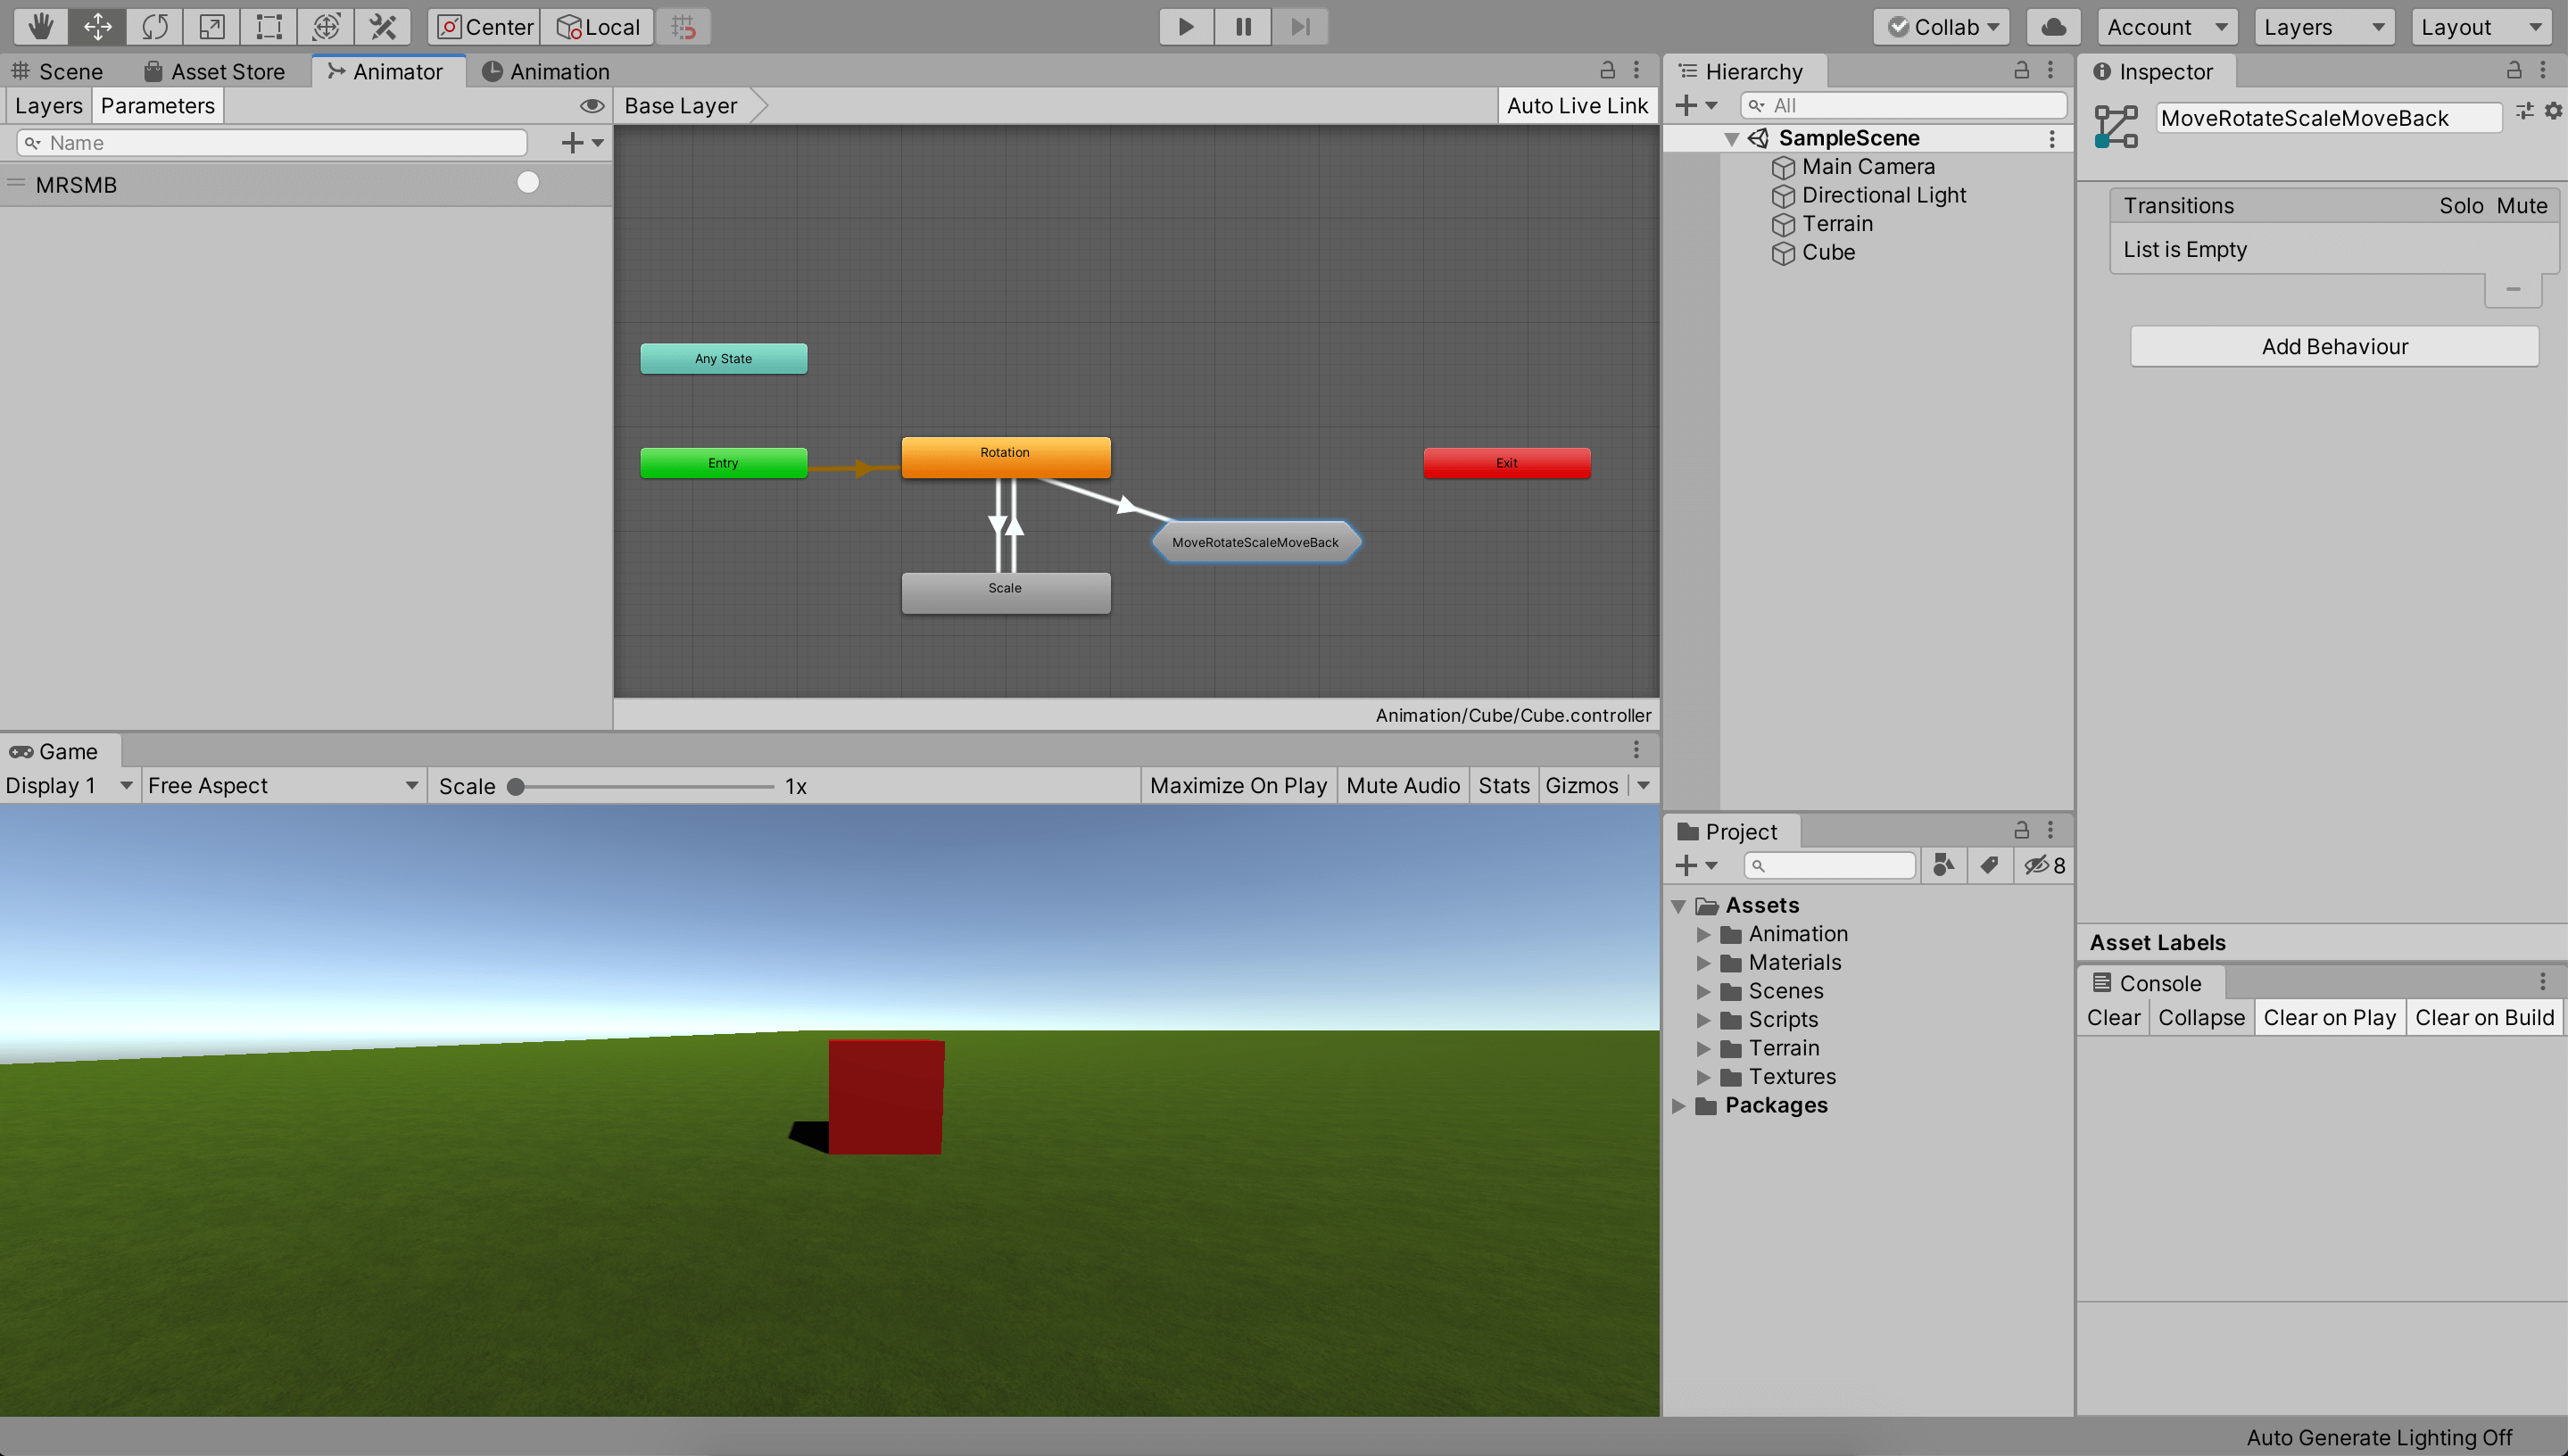 Center Local
Collab Account Layers Layout
Scene Asset Store Animator Animation
Layers Parameters
Name
MRSMB
Base Layer Auto Live Link
Any State
Entry
Rotation
Exit
MoveRotateScaleMoveBack
Scale
Animation/Cube/Cube.controller
Game
Display 1 Free Aspect Scale 1x Maximize On Play Mute Audio Stats Gizmos
Hierarchy
All
SampleScene
Main Camera
Directional Light
Terrain
Cube
Project
8
Assets
Animation
Materials
Scenes
Scripts
Terrain
Textures
Packages
Inspector
MoveRotateScaleMoveBack
Transitions Solo Mute
List is Empty
Add Behaviour
Asset Labels
Console
Clear Collapse Clear on Play Clear on Build
Auto Generate Lighting Off